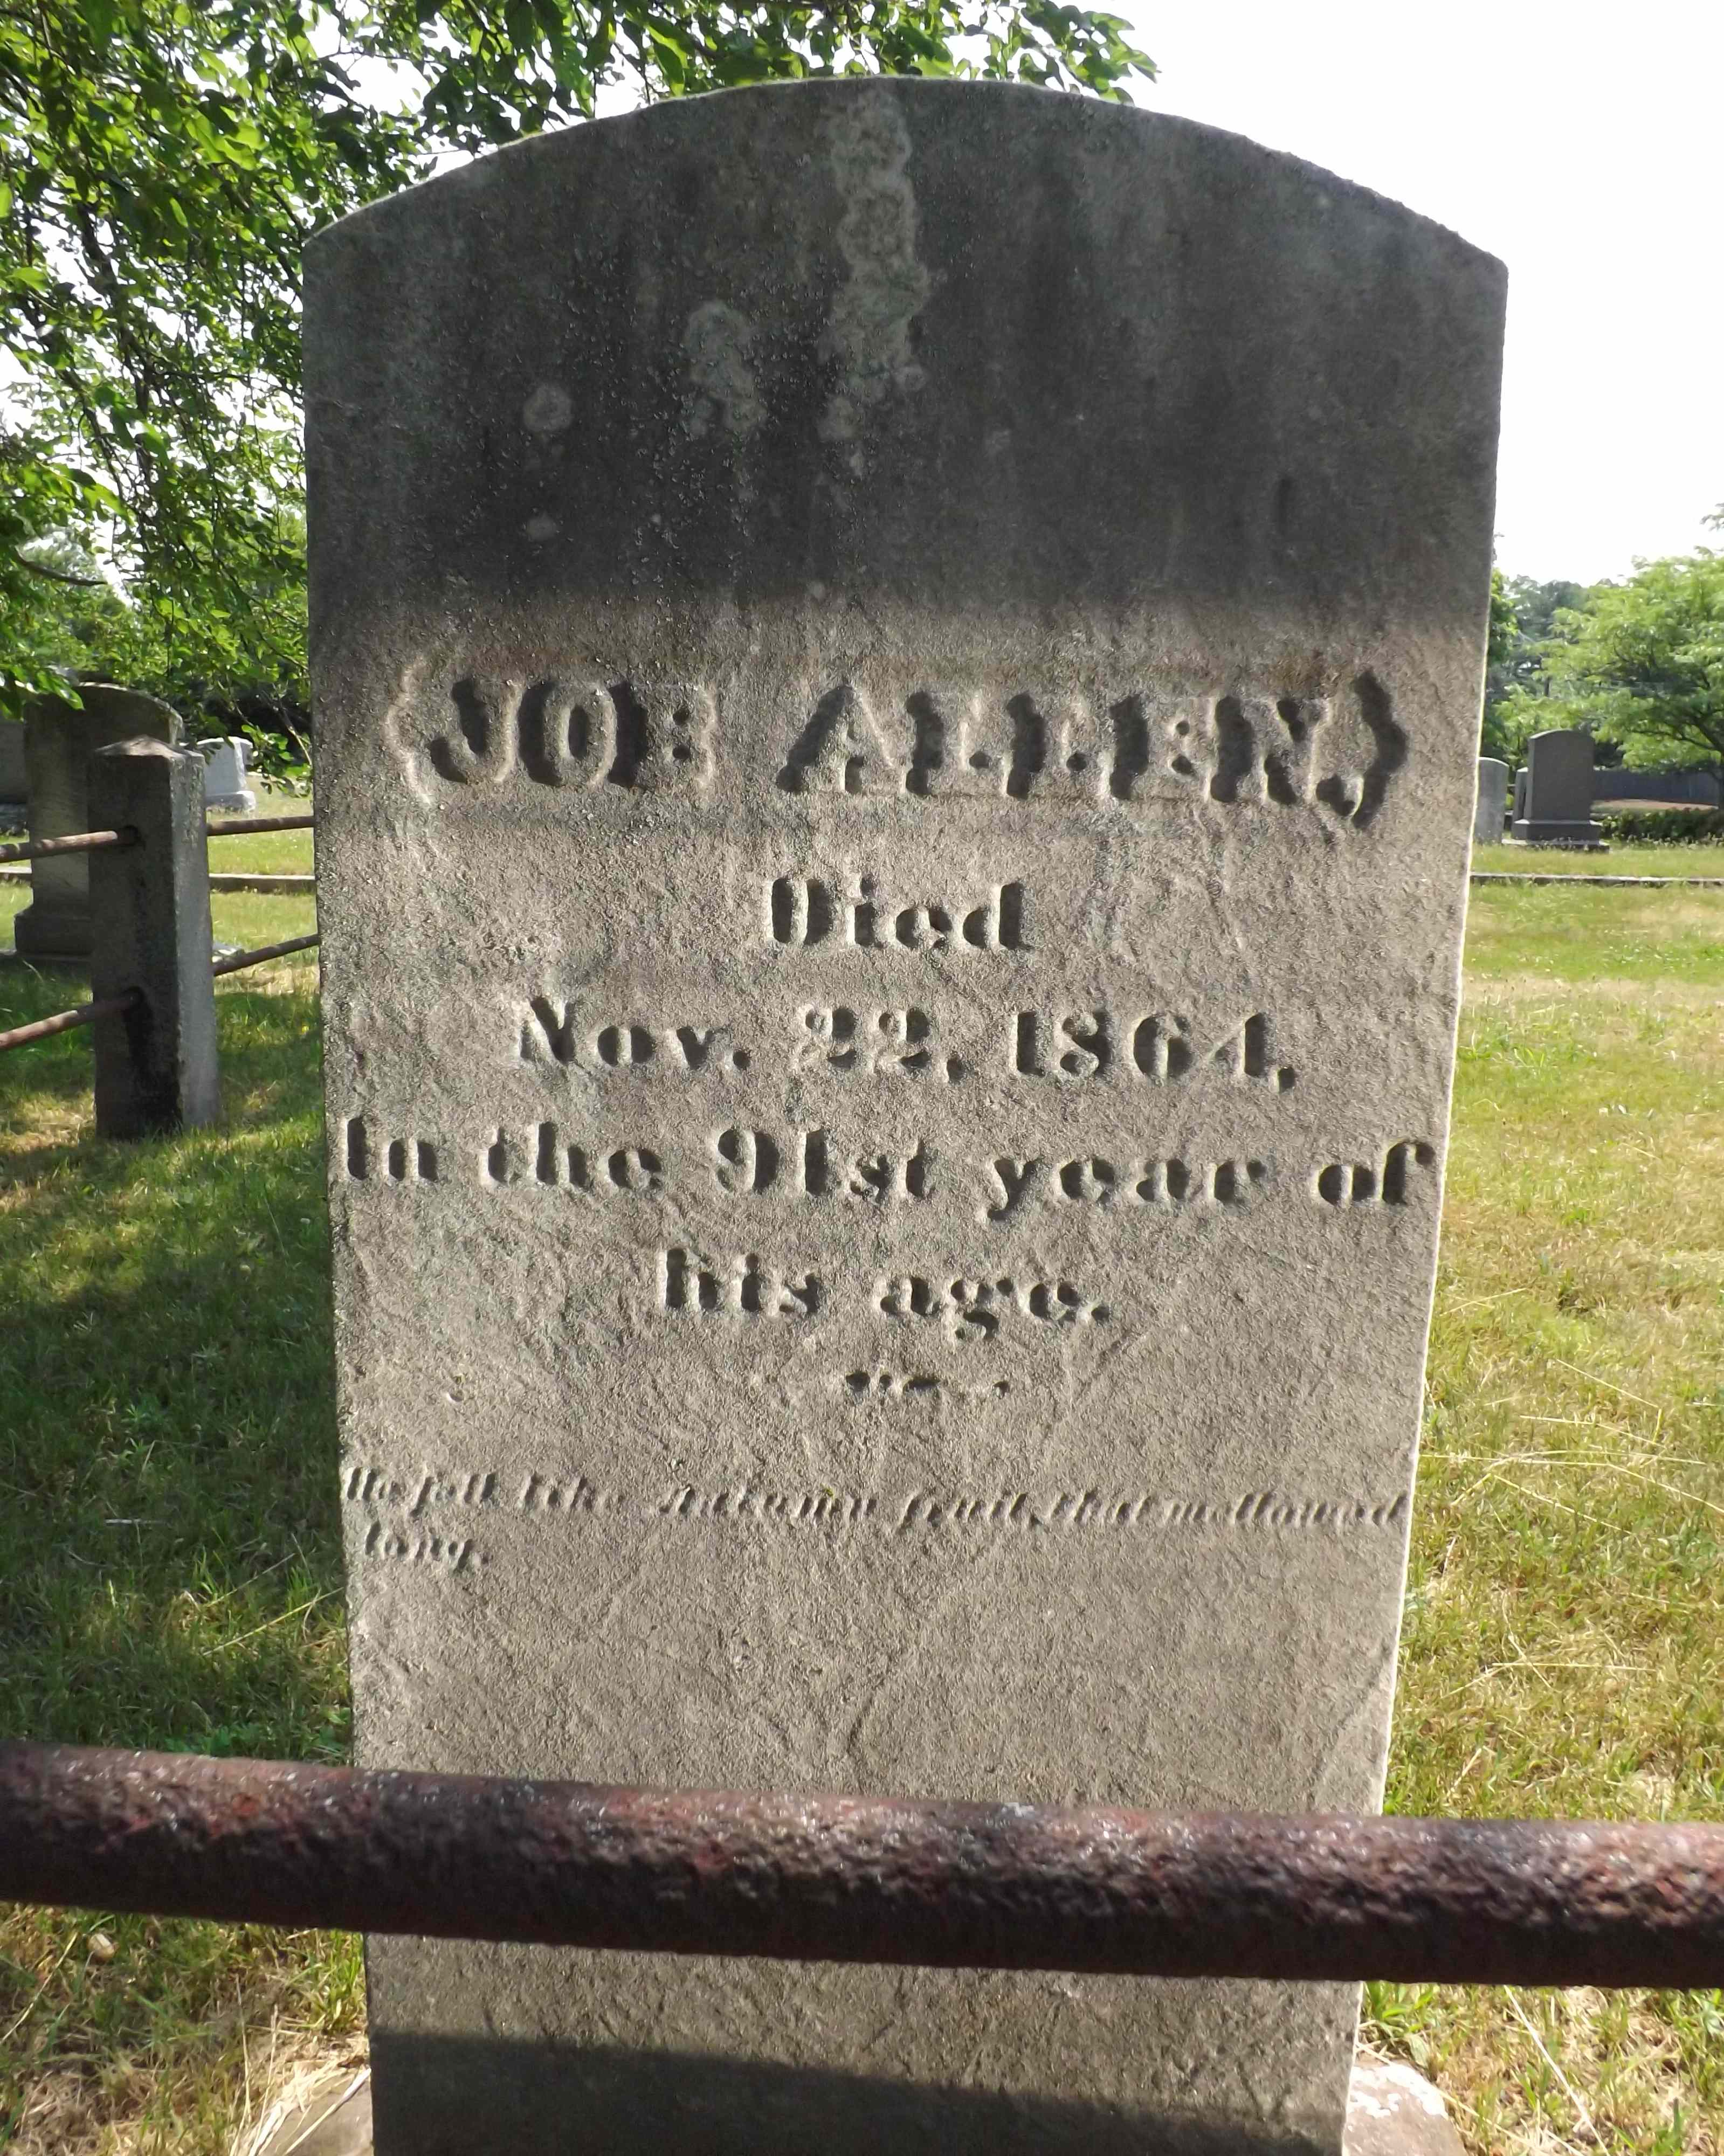 JOB ALLEN,
Died
Nov. 22, 1864,
In the 91st year of
his age.
He fell like Autumn fruit, that mellowed
long.